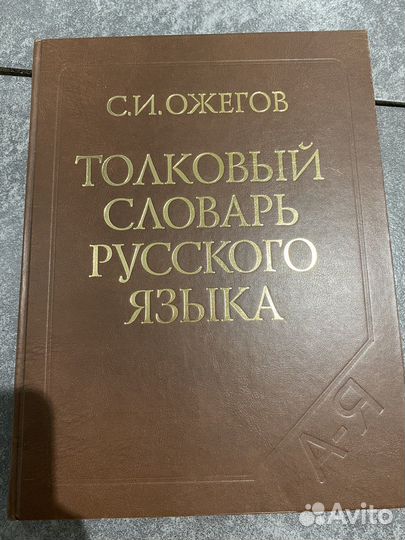 С.И. ОЖЕГОВ
ТОЛКОВЫЙ
СЛОВАРЬ
РУССКОГО
ЯЗЫКА
А-Я
Avito